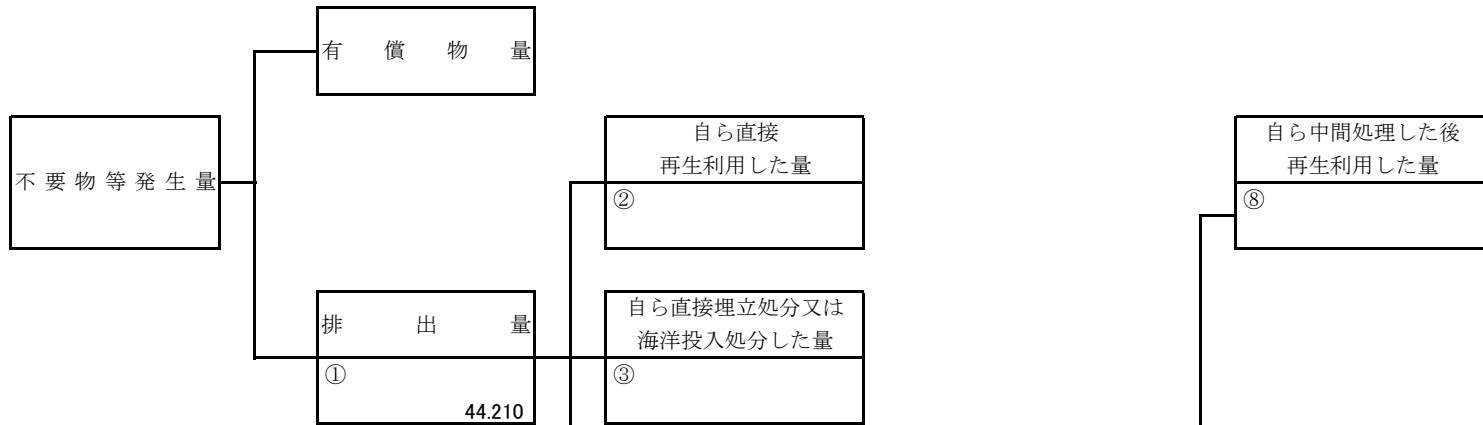 有償物量
自ら直接
再生利用した量
②
自ら中間処理した後
再生利用した量
⑧
不要物等発生量
排出量
①
44.210
自ら直接埋立処分又は
海洋投入処分した量
③